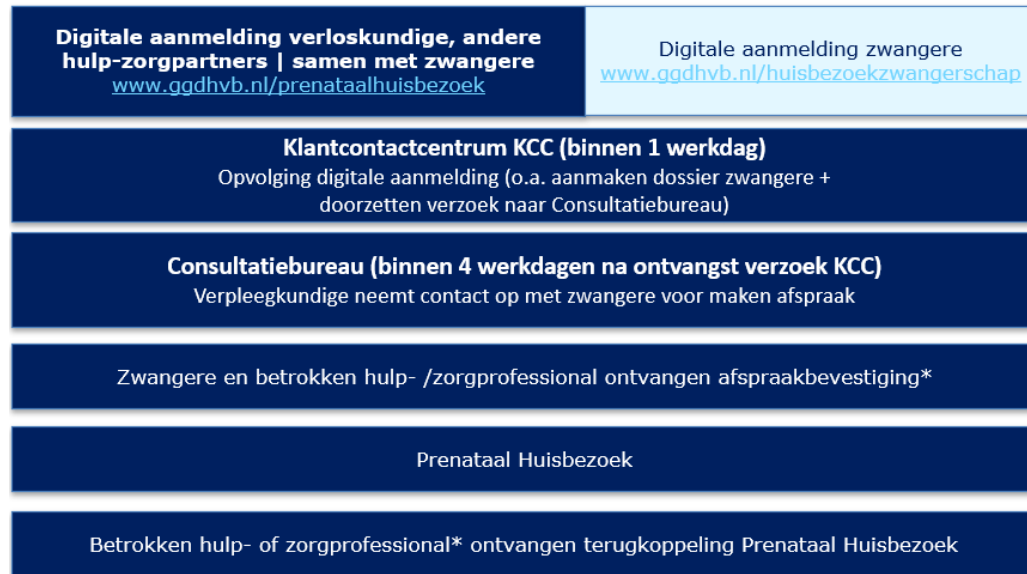 Digitale aanmelding verloskundige, andere
hulp-zorgpartners | samen met zwangere
www.ggdhvb.nl/prenataalhuisbezoek
Digitale aanmelding zwangere
www.ggdhvb.nl/huisbezoekzwangerschap
Klantcontactcentrum KCC (binnen 1 werkdag)
Opvolging digitale aanmelding (o.a. aanmaken dossier zwangere +
doorzetten verzoek naar Consultatiebureau)
Consultatiebureau (binnen 4 werkdagen na ontvangst verzoek KCC)
Verpleegkundige neemt contact op met zwangere voor maken afspraak
Zwangere en betrokken hulp- /zorgprofessional ontvangen afspraakbevestiging*
Prenataal Huisbezoek
Betrokken hulp- of zorgprofessional* ontvangen terugkoppeling Prenataal Huisbezoek